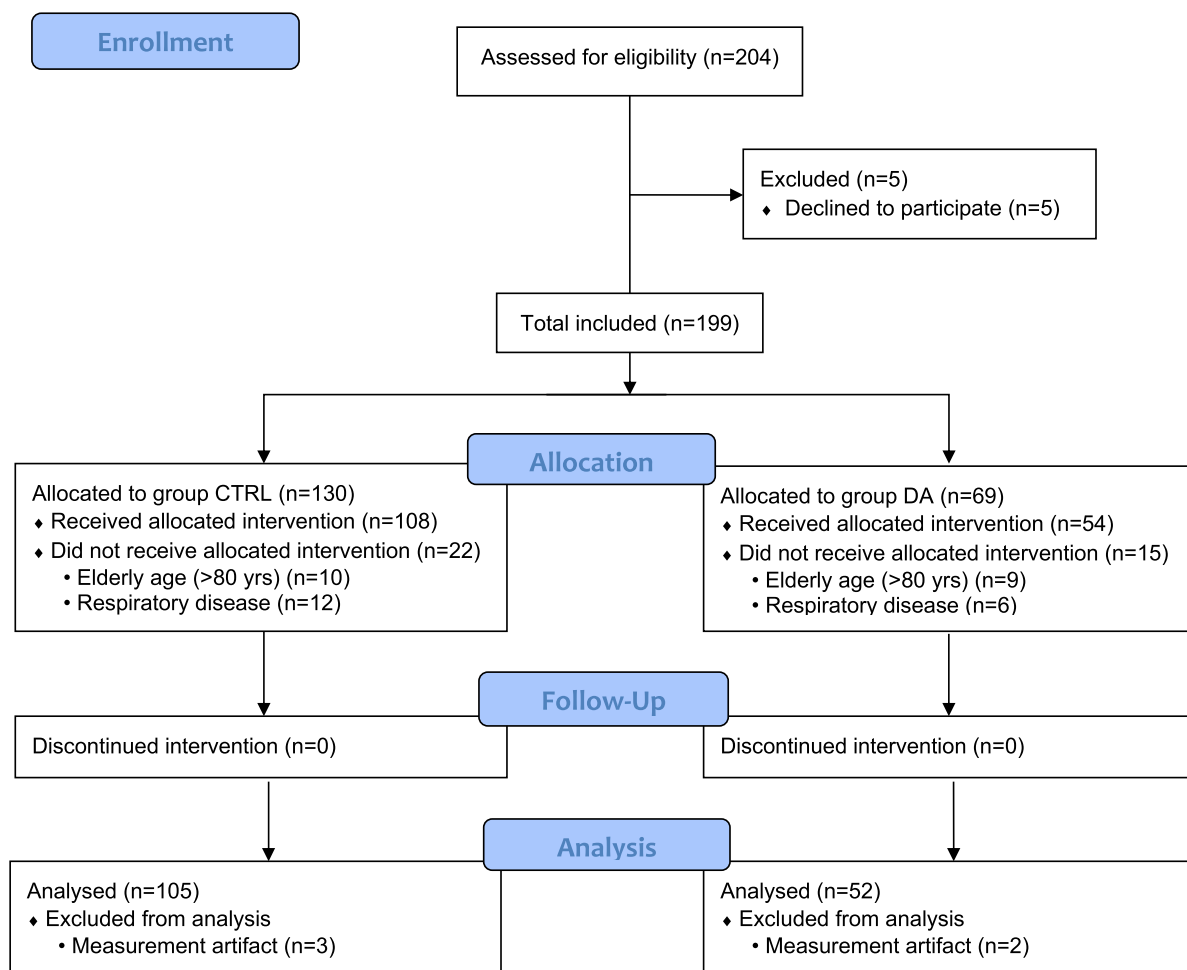 Enrollment
Assessed for eligibility (n=204)
Excluded (n=5)
♦ Declined to participate (n=5)
Total included (n=199)
Allocation
Allocated to group CTRL (n=130)
♦ Received allocated intervention (n=108)
♦ Did not receive allocated intervention (n=22)
• Elderly age (>80 yrs) (n=10)
• Respiratory disease (n=12)
Allocated to group DA (n=69)
♦ Received allocated intervention (n=54)
♦ Did not receive allocated intervention (n=15)
• Elderly age (>80 yrs) (n=9)
• Respiratory disease (n=6)
Follow-Up
Discontinued intervention (n=0)
Discontinued intervention (n=0)
Analysis
Analysed (n=105)
♦ Excluded from analysis
• Measurement artifact (n=3)
Analysed (n=52)
♦ Excluded from analysis
• Measurement artifact (n=2)